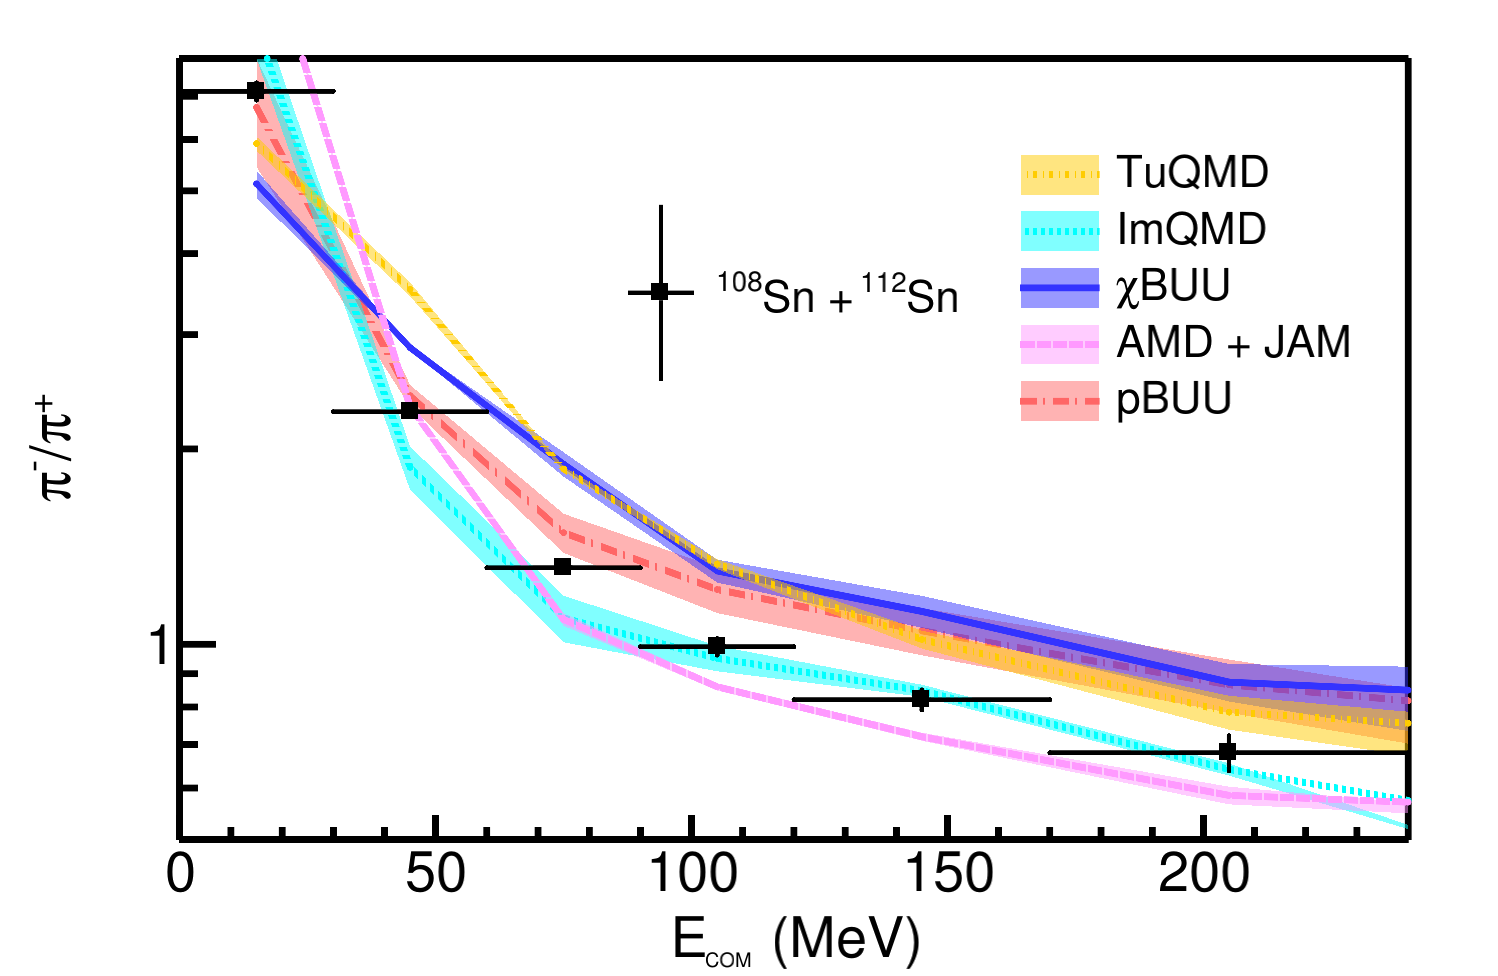 π⁻/π⁺
1
¹⁰⁸Sn + ¹¹²Sn
TuQMD
ImQMD
χBUU
AMD + JAM
pBUU
0 50 100 150 200
E_COM (MeV)